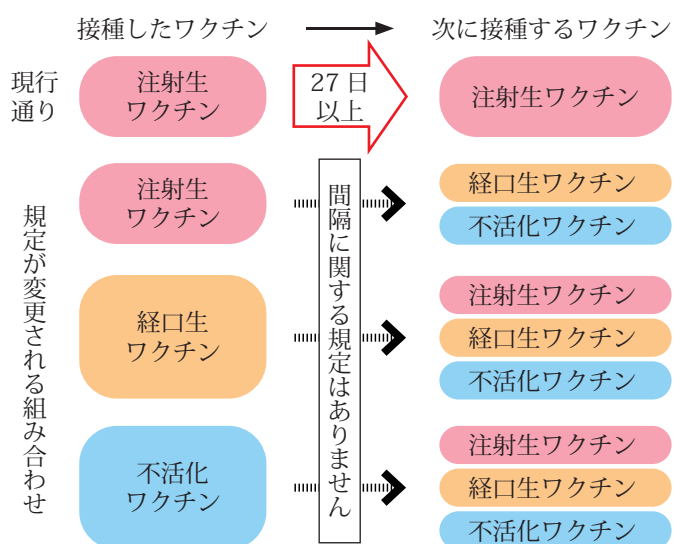 接種したワクチン
次に接種するワクチン
現行
通り
注射生
ワクチン
27日
以上
注射生ワクチン
規定が変更される組み合わせ
間隔に関する規定はありません
注射生
ワクチン
経口生ワクチン
不活化ワクチン
経口生
ワクチン
注射生ワクチン
経口生ワクチン
不活化ワクチン
不活化
ワクチン
注射生ワクチン
経口生ワクチン
不活化ワクチン